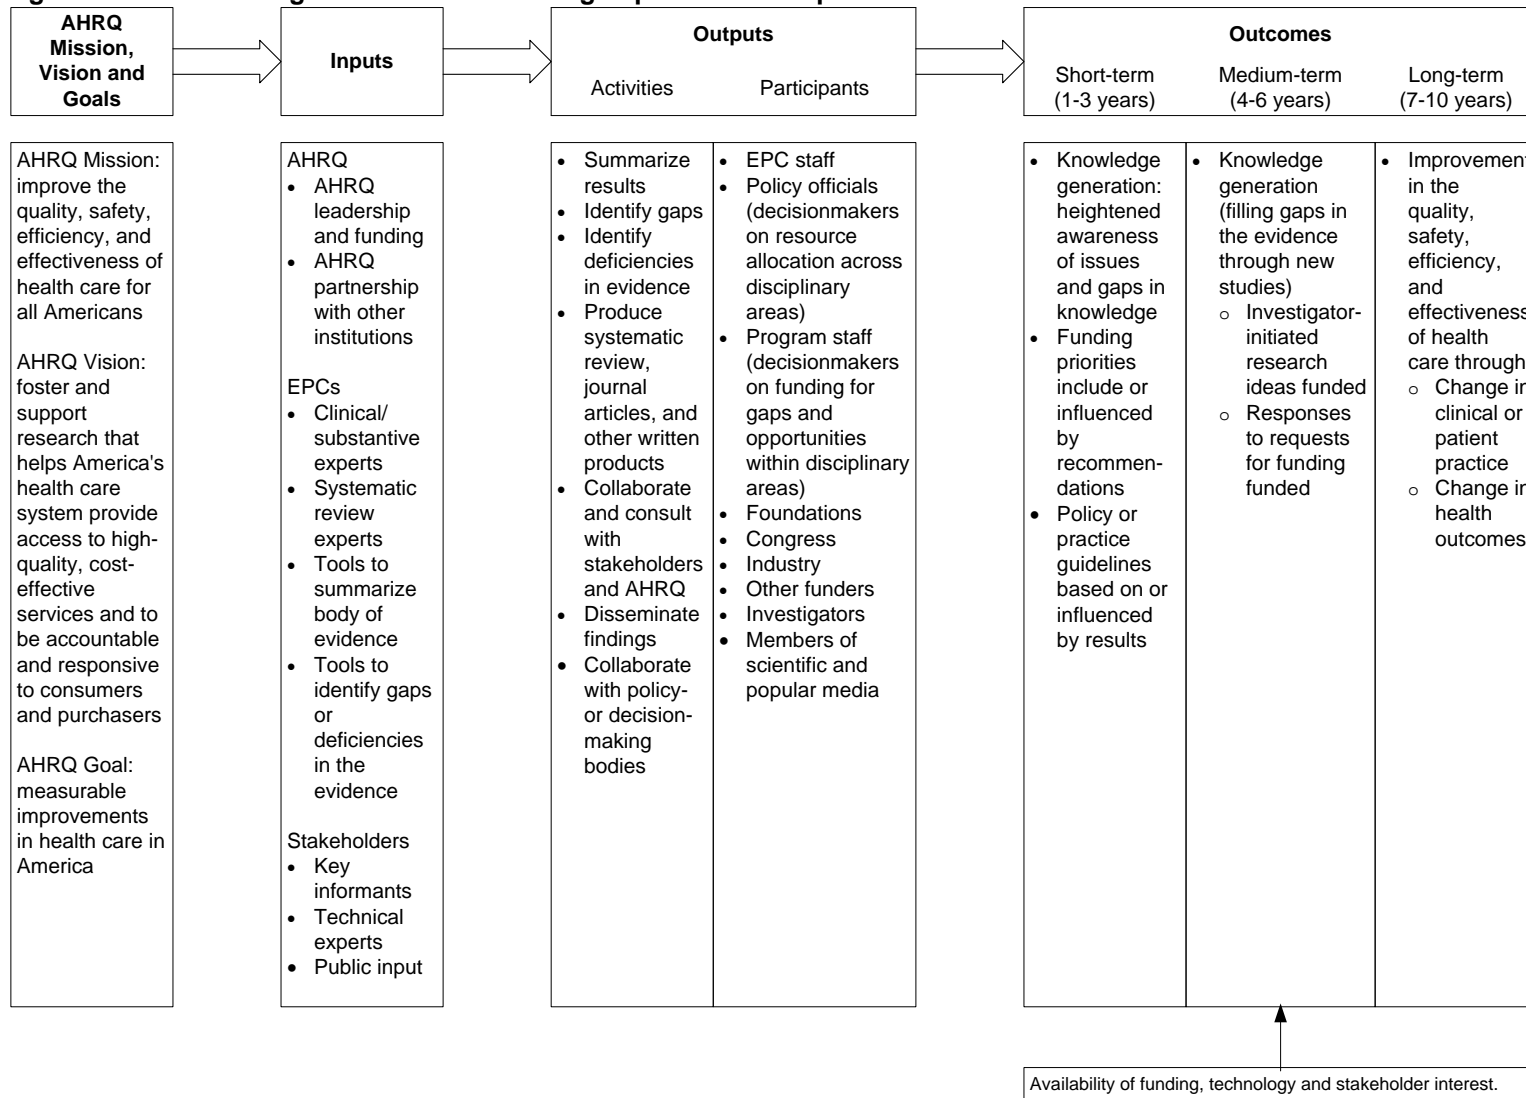 AHRQ
Mission,
Vision and
Goals
Inputs
Outputs
Activities
Participants
Outcomes
Short-term
(1-3 years)
Medium-term
(4-6 years)
Long-term
(7-10 years)
AHRQ Mission:
improve the
quality, safety,
efficiency, and
effectiveness of
health care for
all Americans
AHRQ Vision:
foster and
support
research that
helps America's
health care
system provide
access to high-
quality, cost-
effective
services and to
be accountable
and responsive
to consumers
and purchasers
AHRQ Goal:
measurable
improvements
in health care in
America
AHRQ
• AHRQ
leadership
and funding
• AHRQ
partnership
with other
institutions
EPCs
• Clinical/
substantive
experts
• Systematic
review
experts
• Tools to
summarize
body of
evidence
• Tools to
identify gaps
or
deficiencies
in the
evidence
Stakeholders
• Key
informants
• Technical
experts
• Public input
• Summarize
results
• Identify gaps
• Identify
deficiencies
in evidence
• Produce
systematic
review,
journal
articles, and
other written
products
• Collaborate
and consult
with
stakeholders
and AHRQ
• Disseminate
findings
• Collaborate
with policy-
or decision-
making
bodies
• EPC staff
• Policy officials
(decisionmakers
on resource
allocation across
disciplinary
areas)
• Program staff
(decisionmakers
on funding for
gaps and
opportunities
within disciplinary
areas)
• Foundations
• Congress
• Industry
• Other funders
• Investigators
• Members of
scientific and
popular media
• Knowledge
generation:
heightened
awareness
of issues
and gaps in
knowledge
• Funding
priorities
include or
influenced
by
recommen-
dations
• Policy or
practice
guidelines
based on or
influenced
by results
• Knowledge
generation
(filling gaps in
the evidence
through new
studies)
o Investigator-
initiated
research
ideas funded
o Responses
to requests
for funding
funded
• Improvement
in the
quality,
safety,
efficiency,
and
effectiveness
of health
care through
o Change in
clinical or
patient
practice
o Change in
health
outcomes
Availability of funding, technology and stakeholder interest.